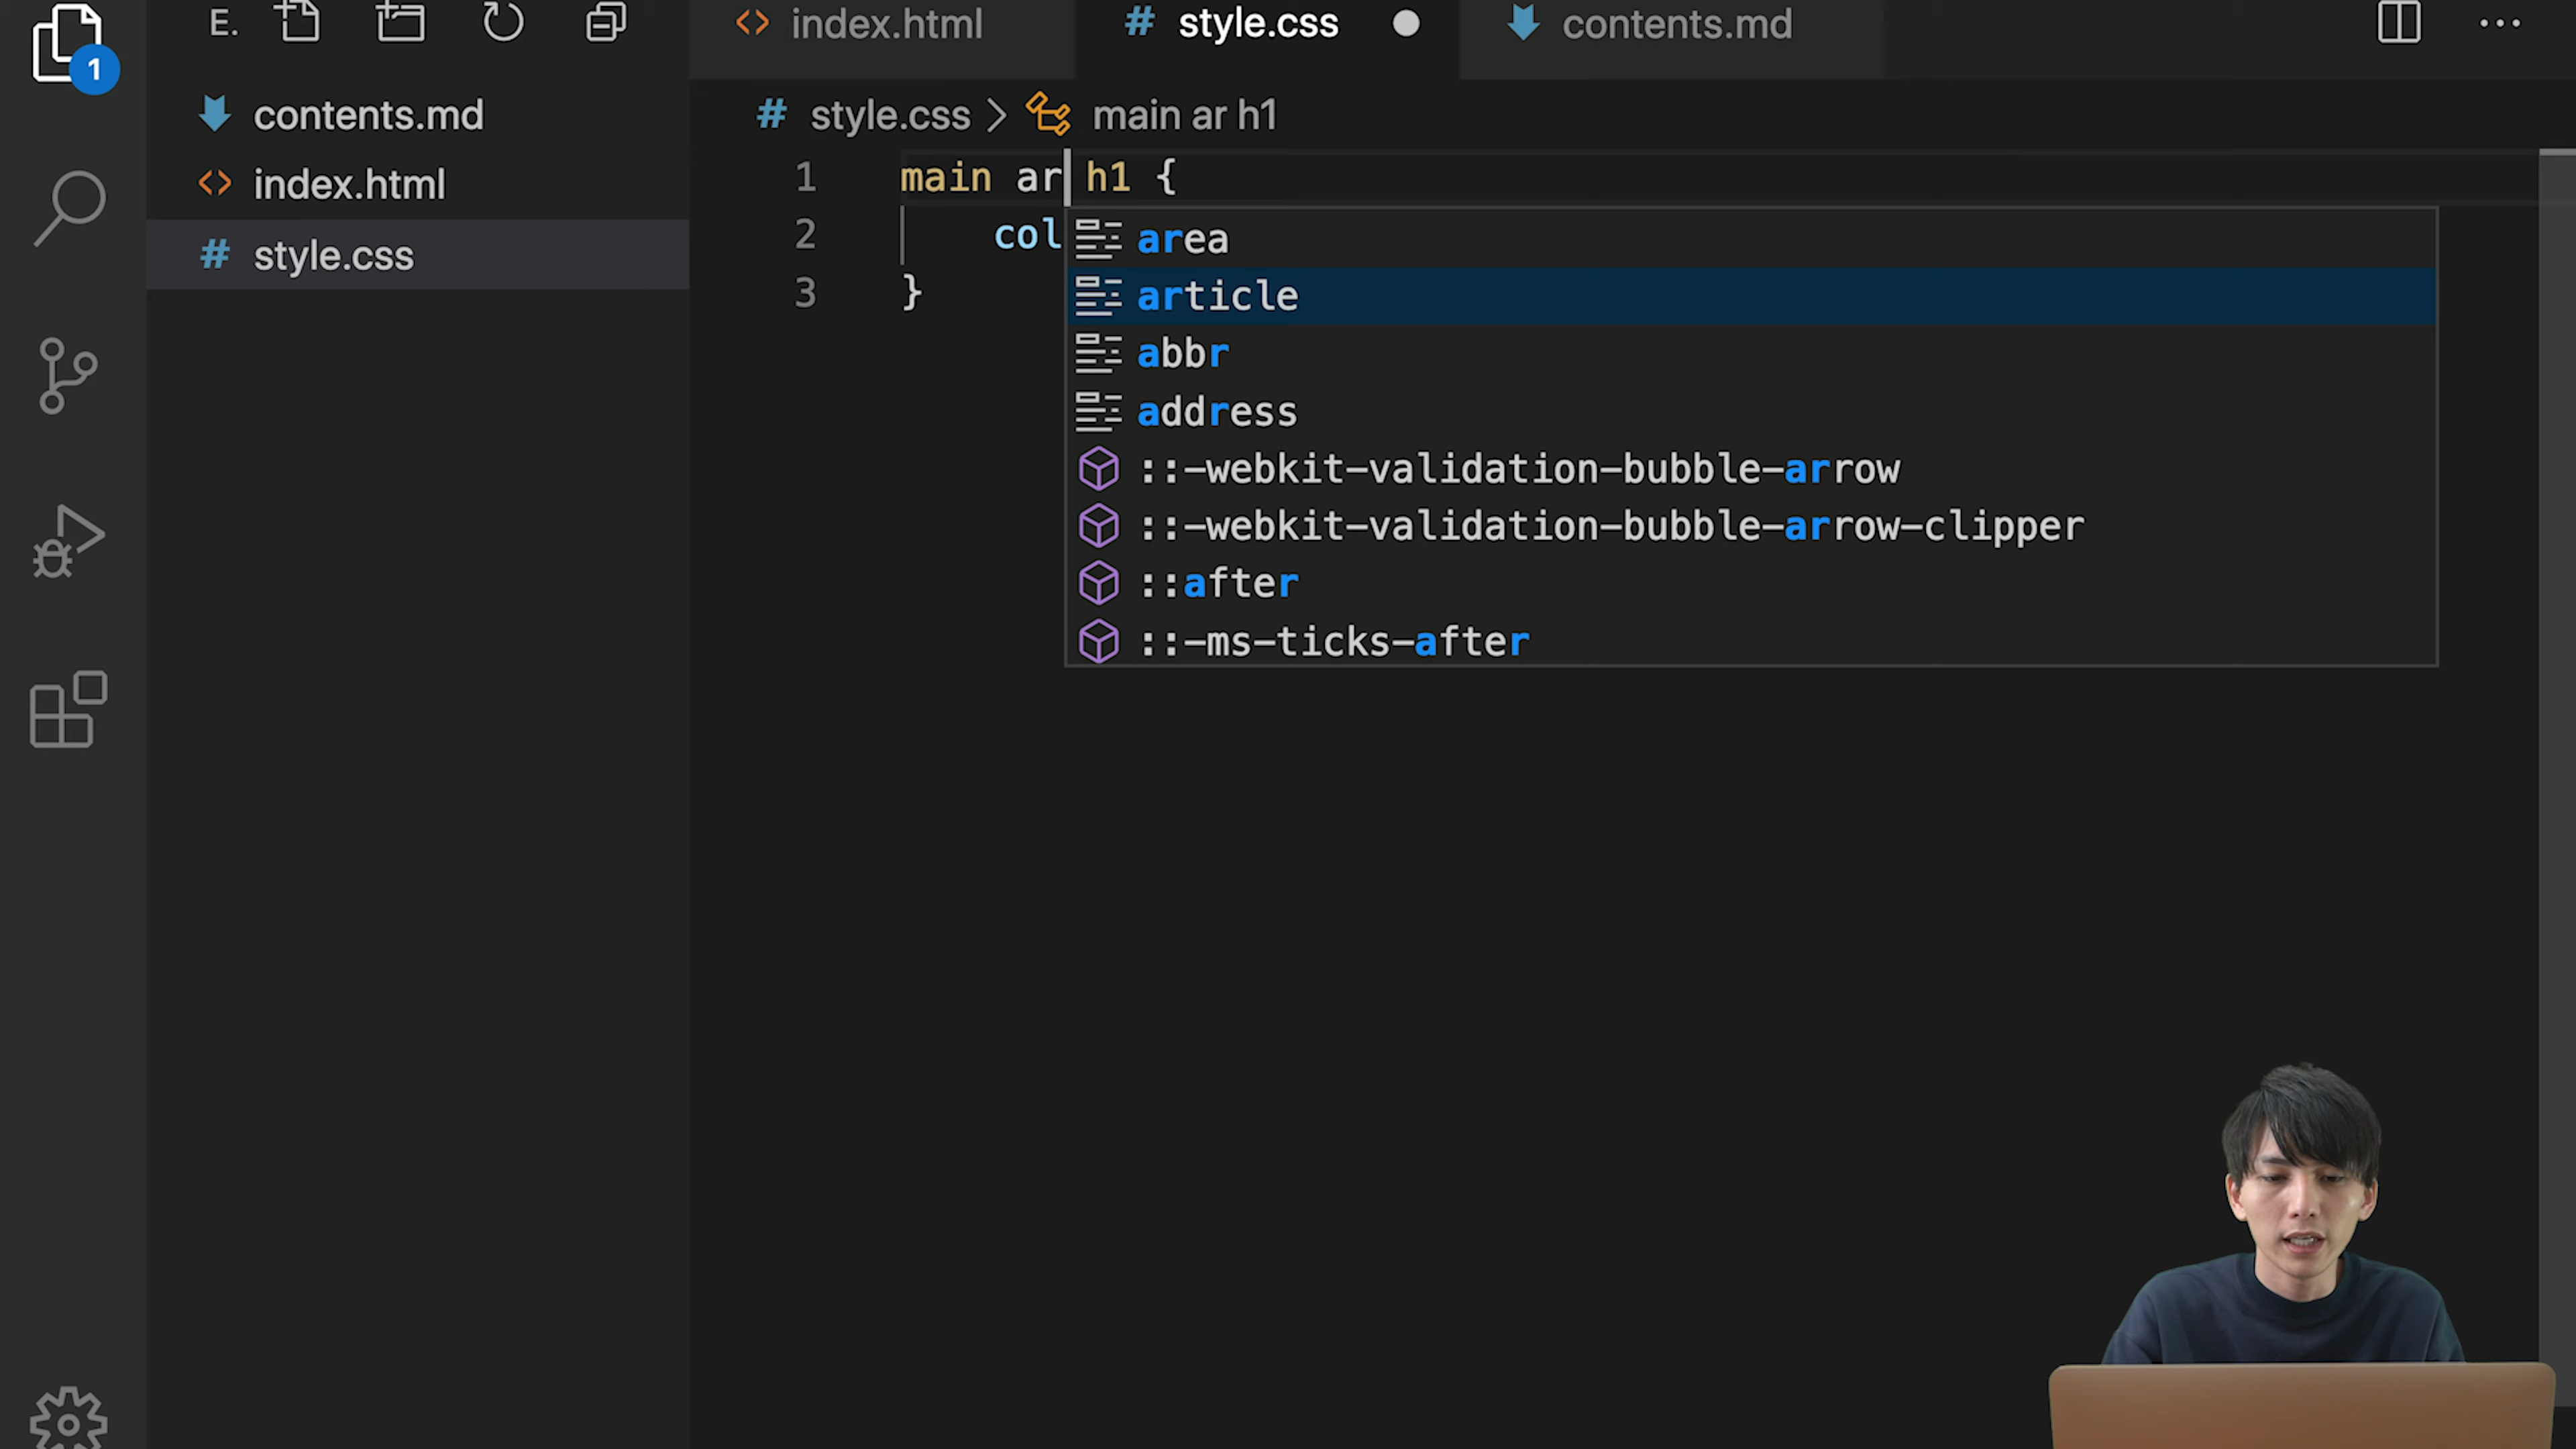 E.
index.html
# style.css
contents.md
1
contents.md
index.html
# style.css
# style.css > main ar h1
1 main ar h1 {
2 col
3 }
area
article
abbr
address
::-webkit-validation-bubble-arrow
::-webkit-validation-bubble-arrow-clipper
::after
::-ms-ticks-after